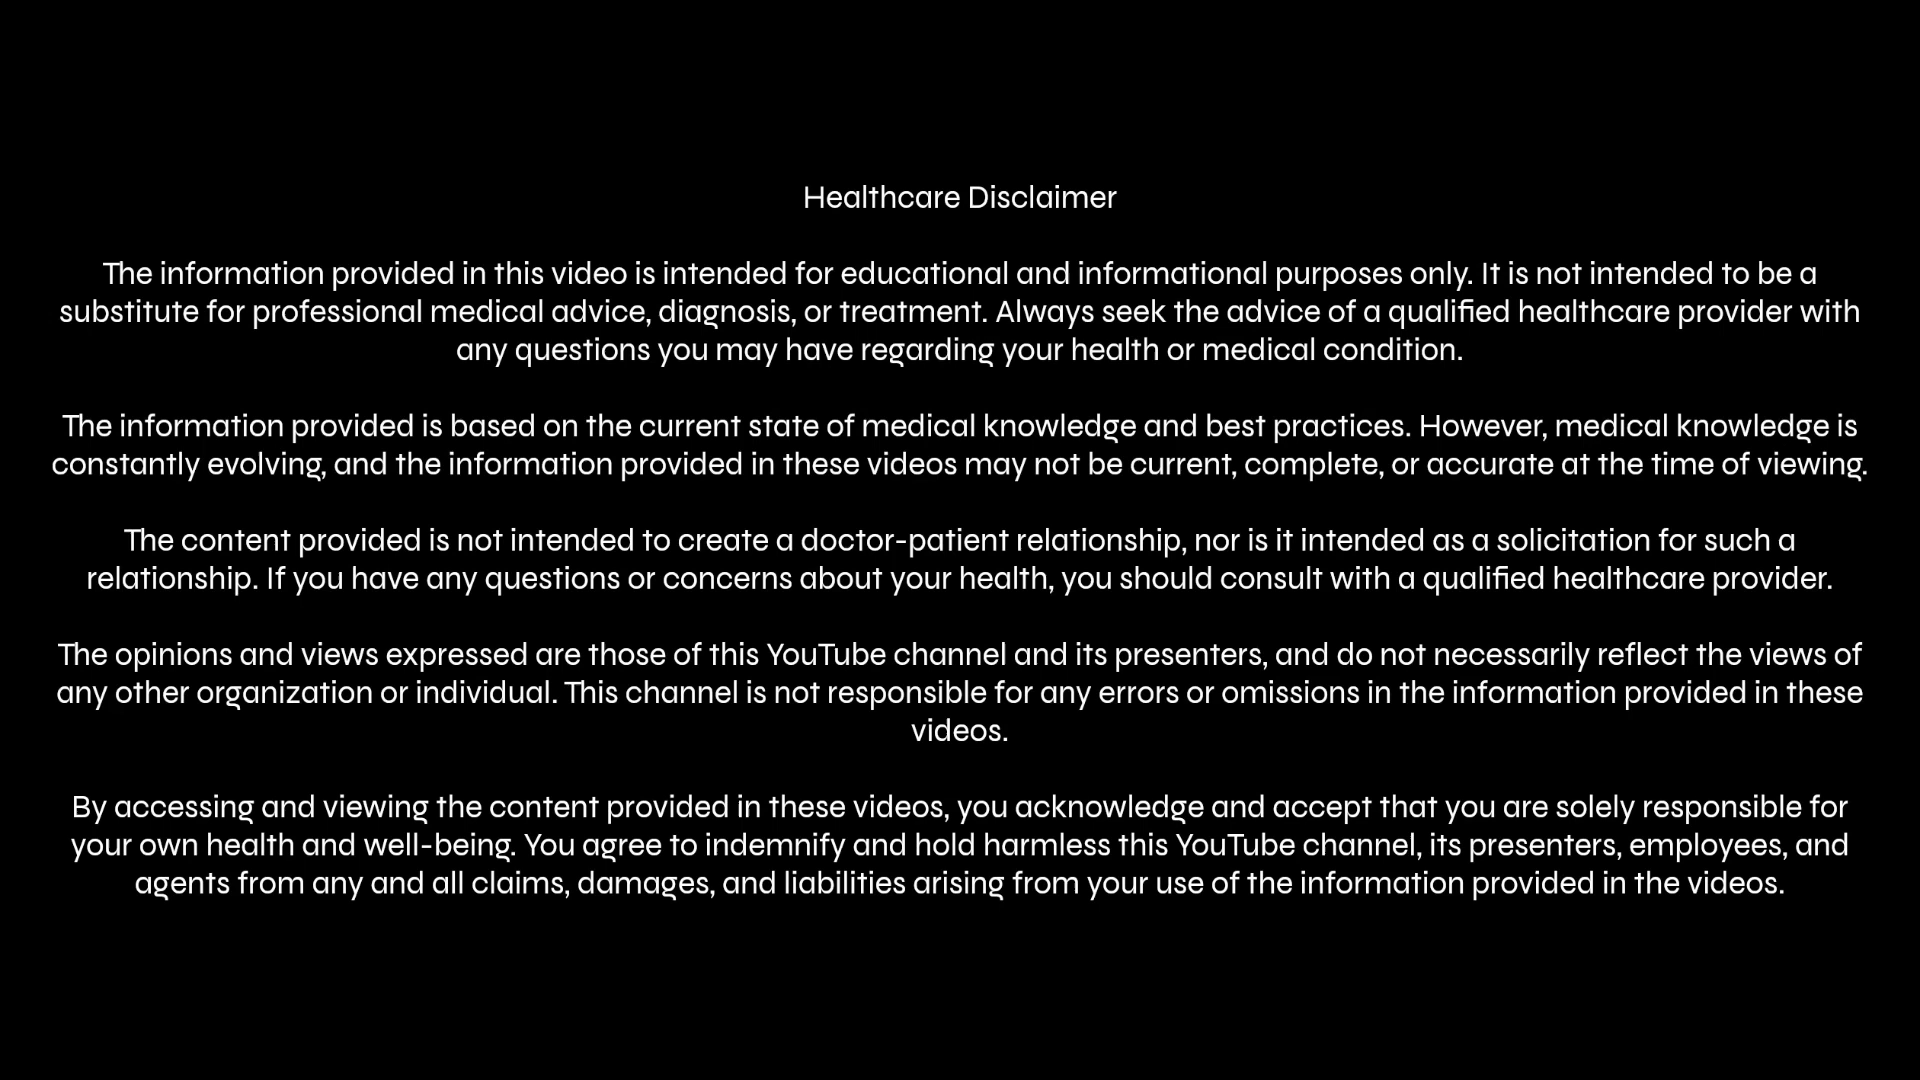 Healthcare Disclaimer
The information provided in this video is intended for educational and informational purposes only. It is not intended to be a
substitute for professional medical advice, diagnosis, or treatment. Always seek the advice of a qualified healthcare provider with
any questions you may have regarding your health or medical condition.
The information provided is based on the current state of medical knowledge and best practices. However, medical knowledge is
constantly evolving, and the information provided in these videos may not be current, complete, or accurate at the time of viewing.
The content provided is not intended to create a doctor-patient relationship, nor is it intended as a solicitation for such a
relationship. If you have any questions or concerns about your health, you should consult with a qualified healthcare provider.
The opinions and views expressed are those of this YouTube channel and its presenters, and do not necessarily reflect the views of
any other organization or individual. This channel is not responsible for any errors or omissions in the information provided in these
videos.
By accessing and viewing the content provided in these videos, you acknowledge and accept that you are solely responsible for
your own health and well-being. You agree to indemnify and hold harmless this YouTube channel, its presenters, employees, and
agents from any and all claims, damages, and liabilities arising from your use of the information provided in the videos.